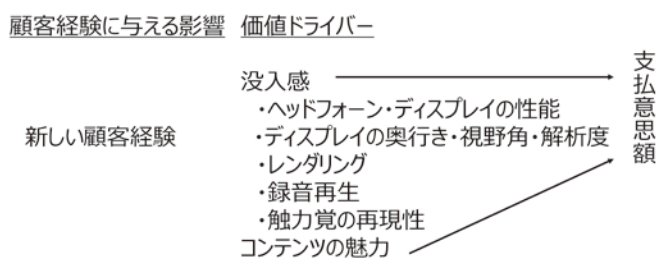 顧客経験に与える影響 価値ドライバー
没入感
・ヘッドフォーン・ディスプレイの性能
新しい顧客経験
・ディスプレイの奥行き・視野角・解析度
・レンダリング
・録音再生
・触力覚の再現性
コンテンツの魅力
支払意思額